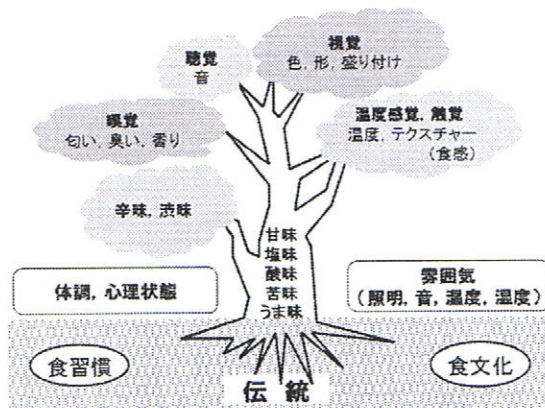 聴覚
音
視覚
色, 形, 盛り付け
嗅覚
匂い, 臭い, 香り
温度感覚, 触覚
温度, テクスチャー
(食感)
辛味, 渋味
甘味
塩味
酸味
苦味
うま味
体調, 心理状態
雰囲気
(照明, 音, 温度, 湿度)
食習慣
食文化
伝統